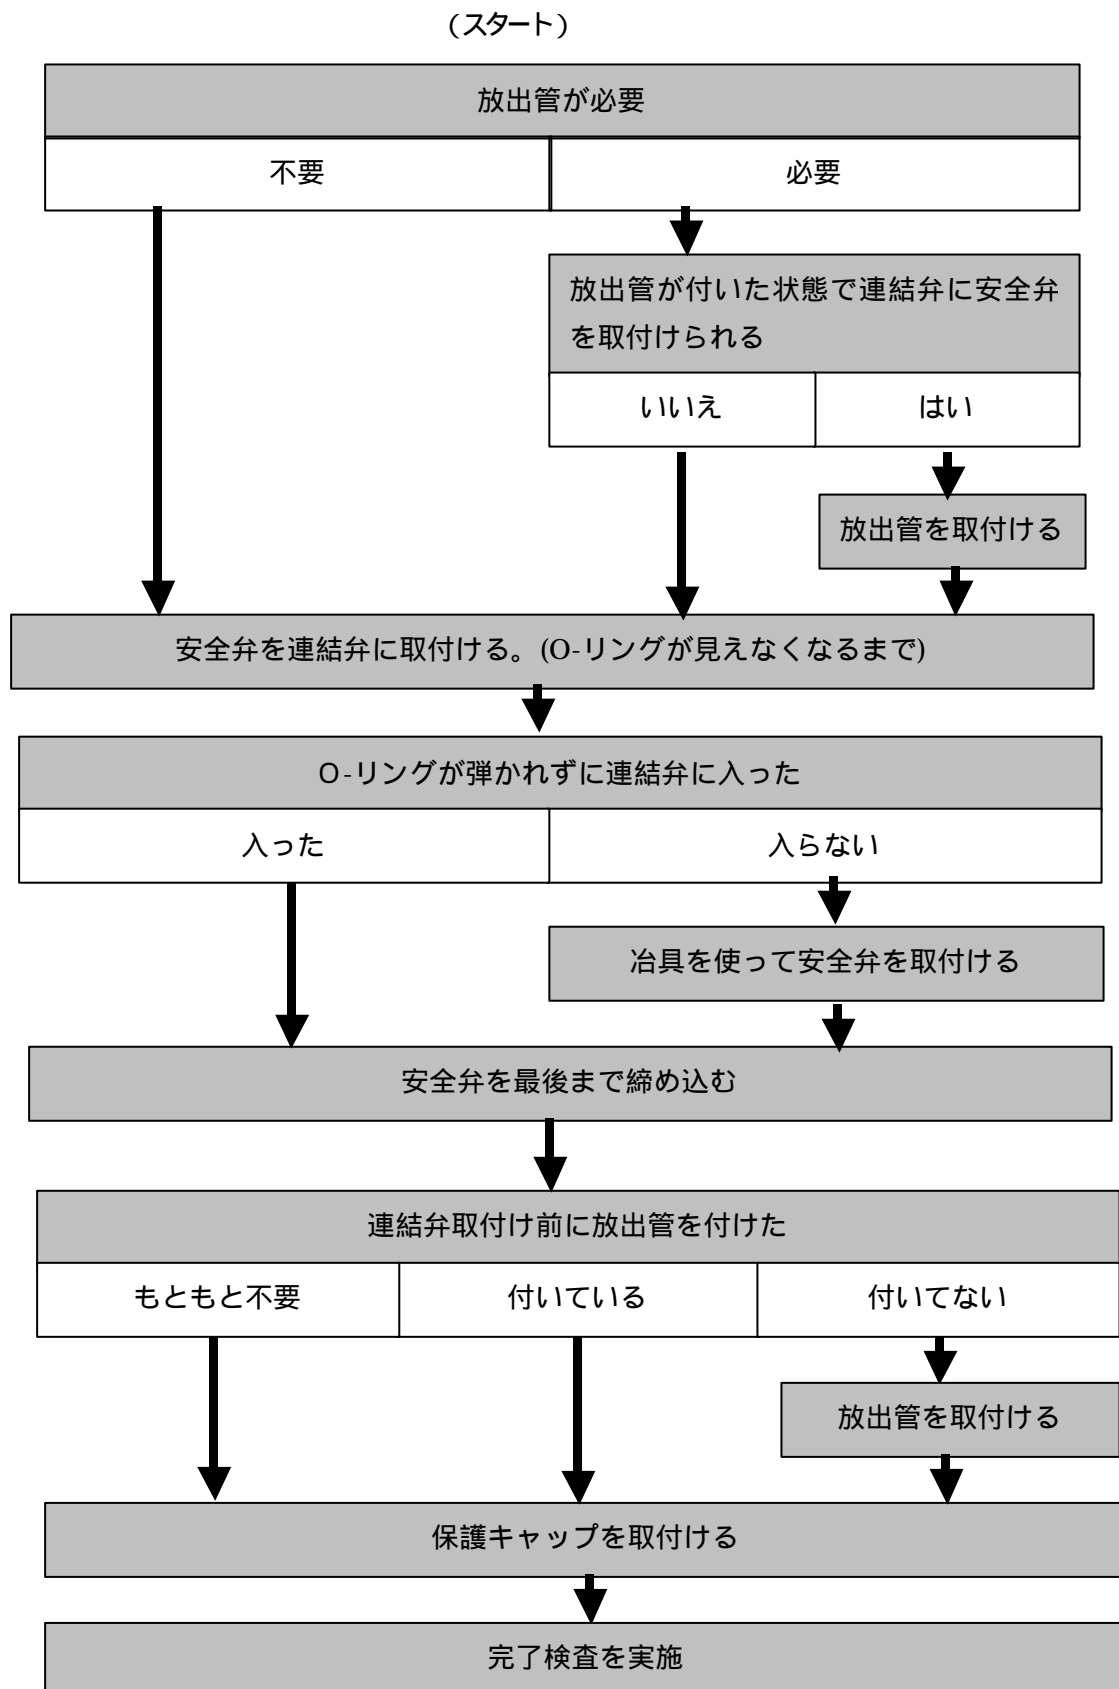 (スタート)
放出管が必要
不要
必要
放出管が付いた状態で連結弁に安全弁
を取付けられる
いいえ
はい
放出管を取付ける
安全弁を連結弁に取付ける。(O-リングが見えなくなるまで)
O-リングが弾かれずに連結弁に入った
入った
入らない
冶具を使って安全弁を取付ける
安全弁を最後まで締め込む
連結弁取付け前に放出管を付けた
もともと不要
付いている
付いてない
放出管を取付ける
保護キャップを取付ける
完了検査を実施